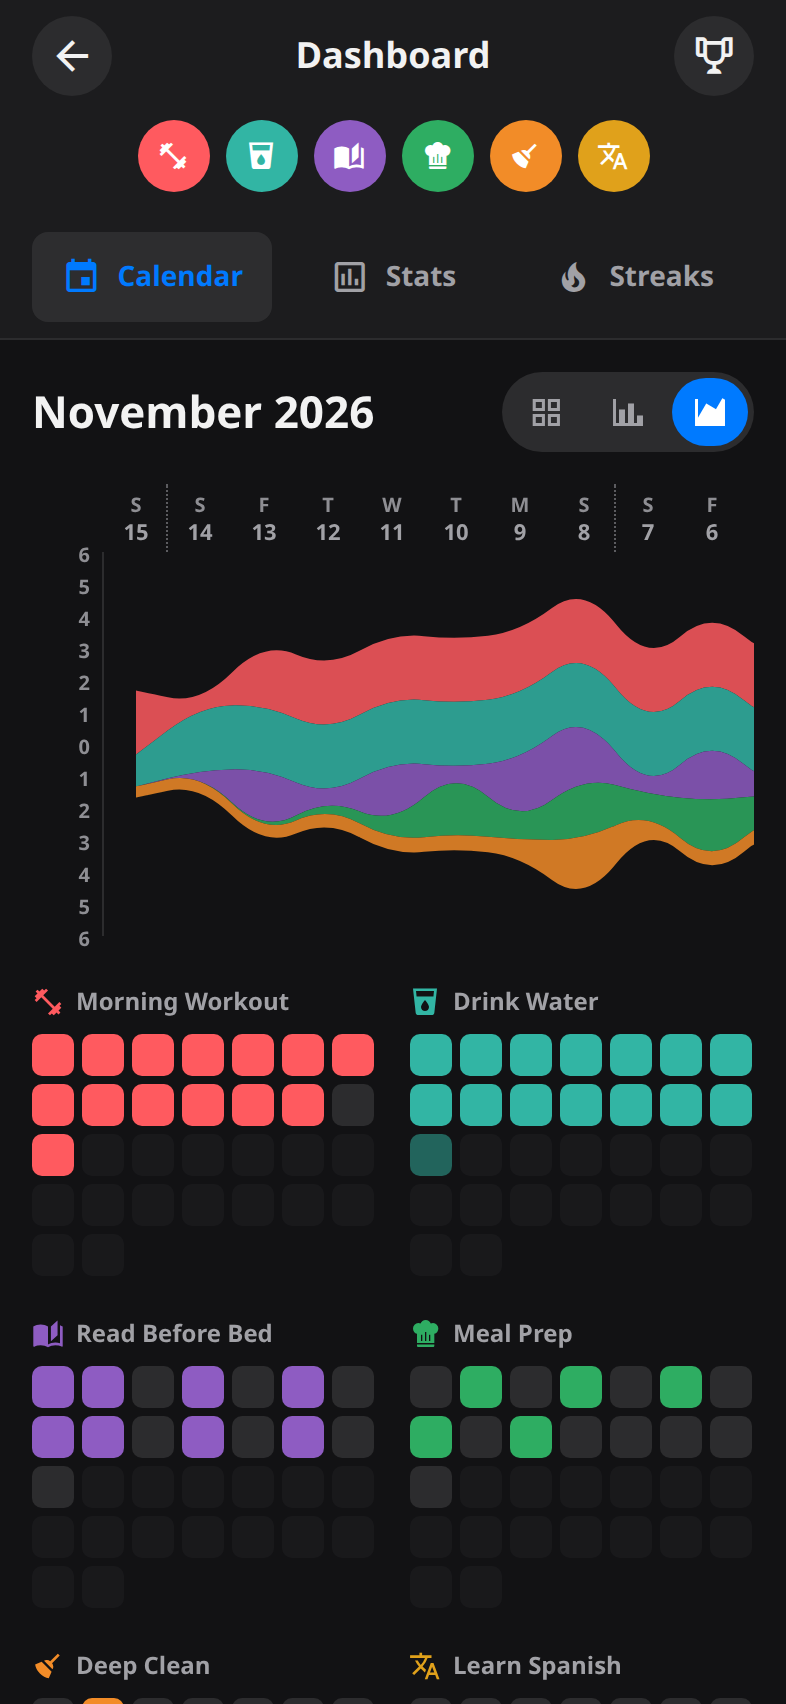 Dashboard
Calendar Stats Streaks
November 2026
S S F T W T M S S F
15 14 13 12 11 10 9 8 7 6
6
5
4
3
2
1
0
1
2
3
4
5
6
Morning Workout Drink Water
Read Before Bed Meal Prep
Deep Clean Learn Spanish